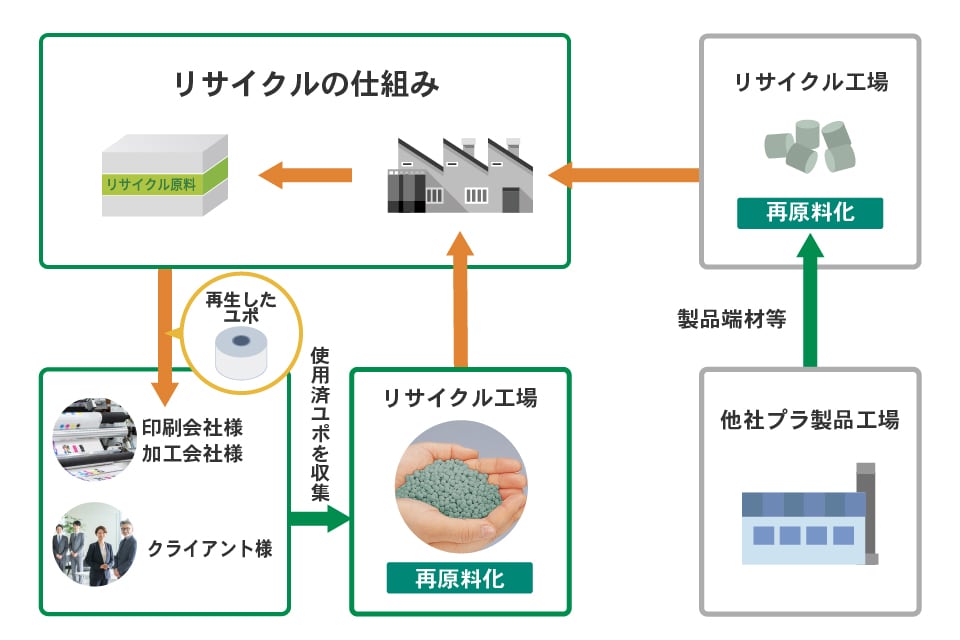 リサイクルの仕組み
リサイクル原料
リサイクル工場
再原料化
再生した
ユポ
製品端材等
印刷会社様
加工会社様
クライアント様
使用済ユポを収集
リサイクル工場
再原料化
他社プラ製品工場